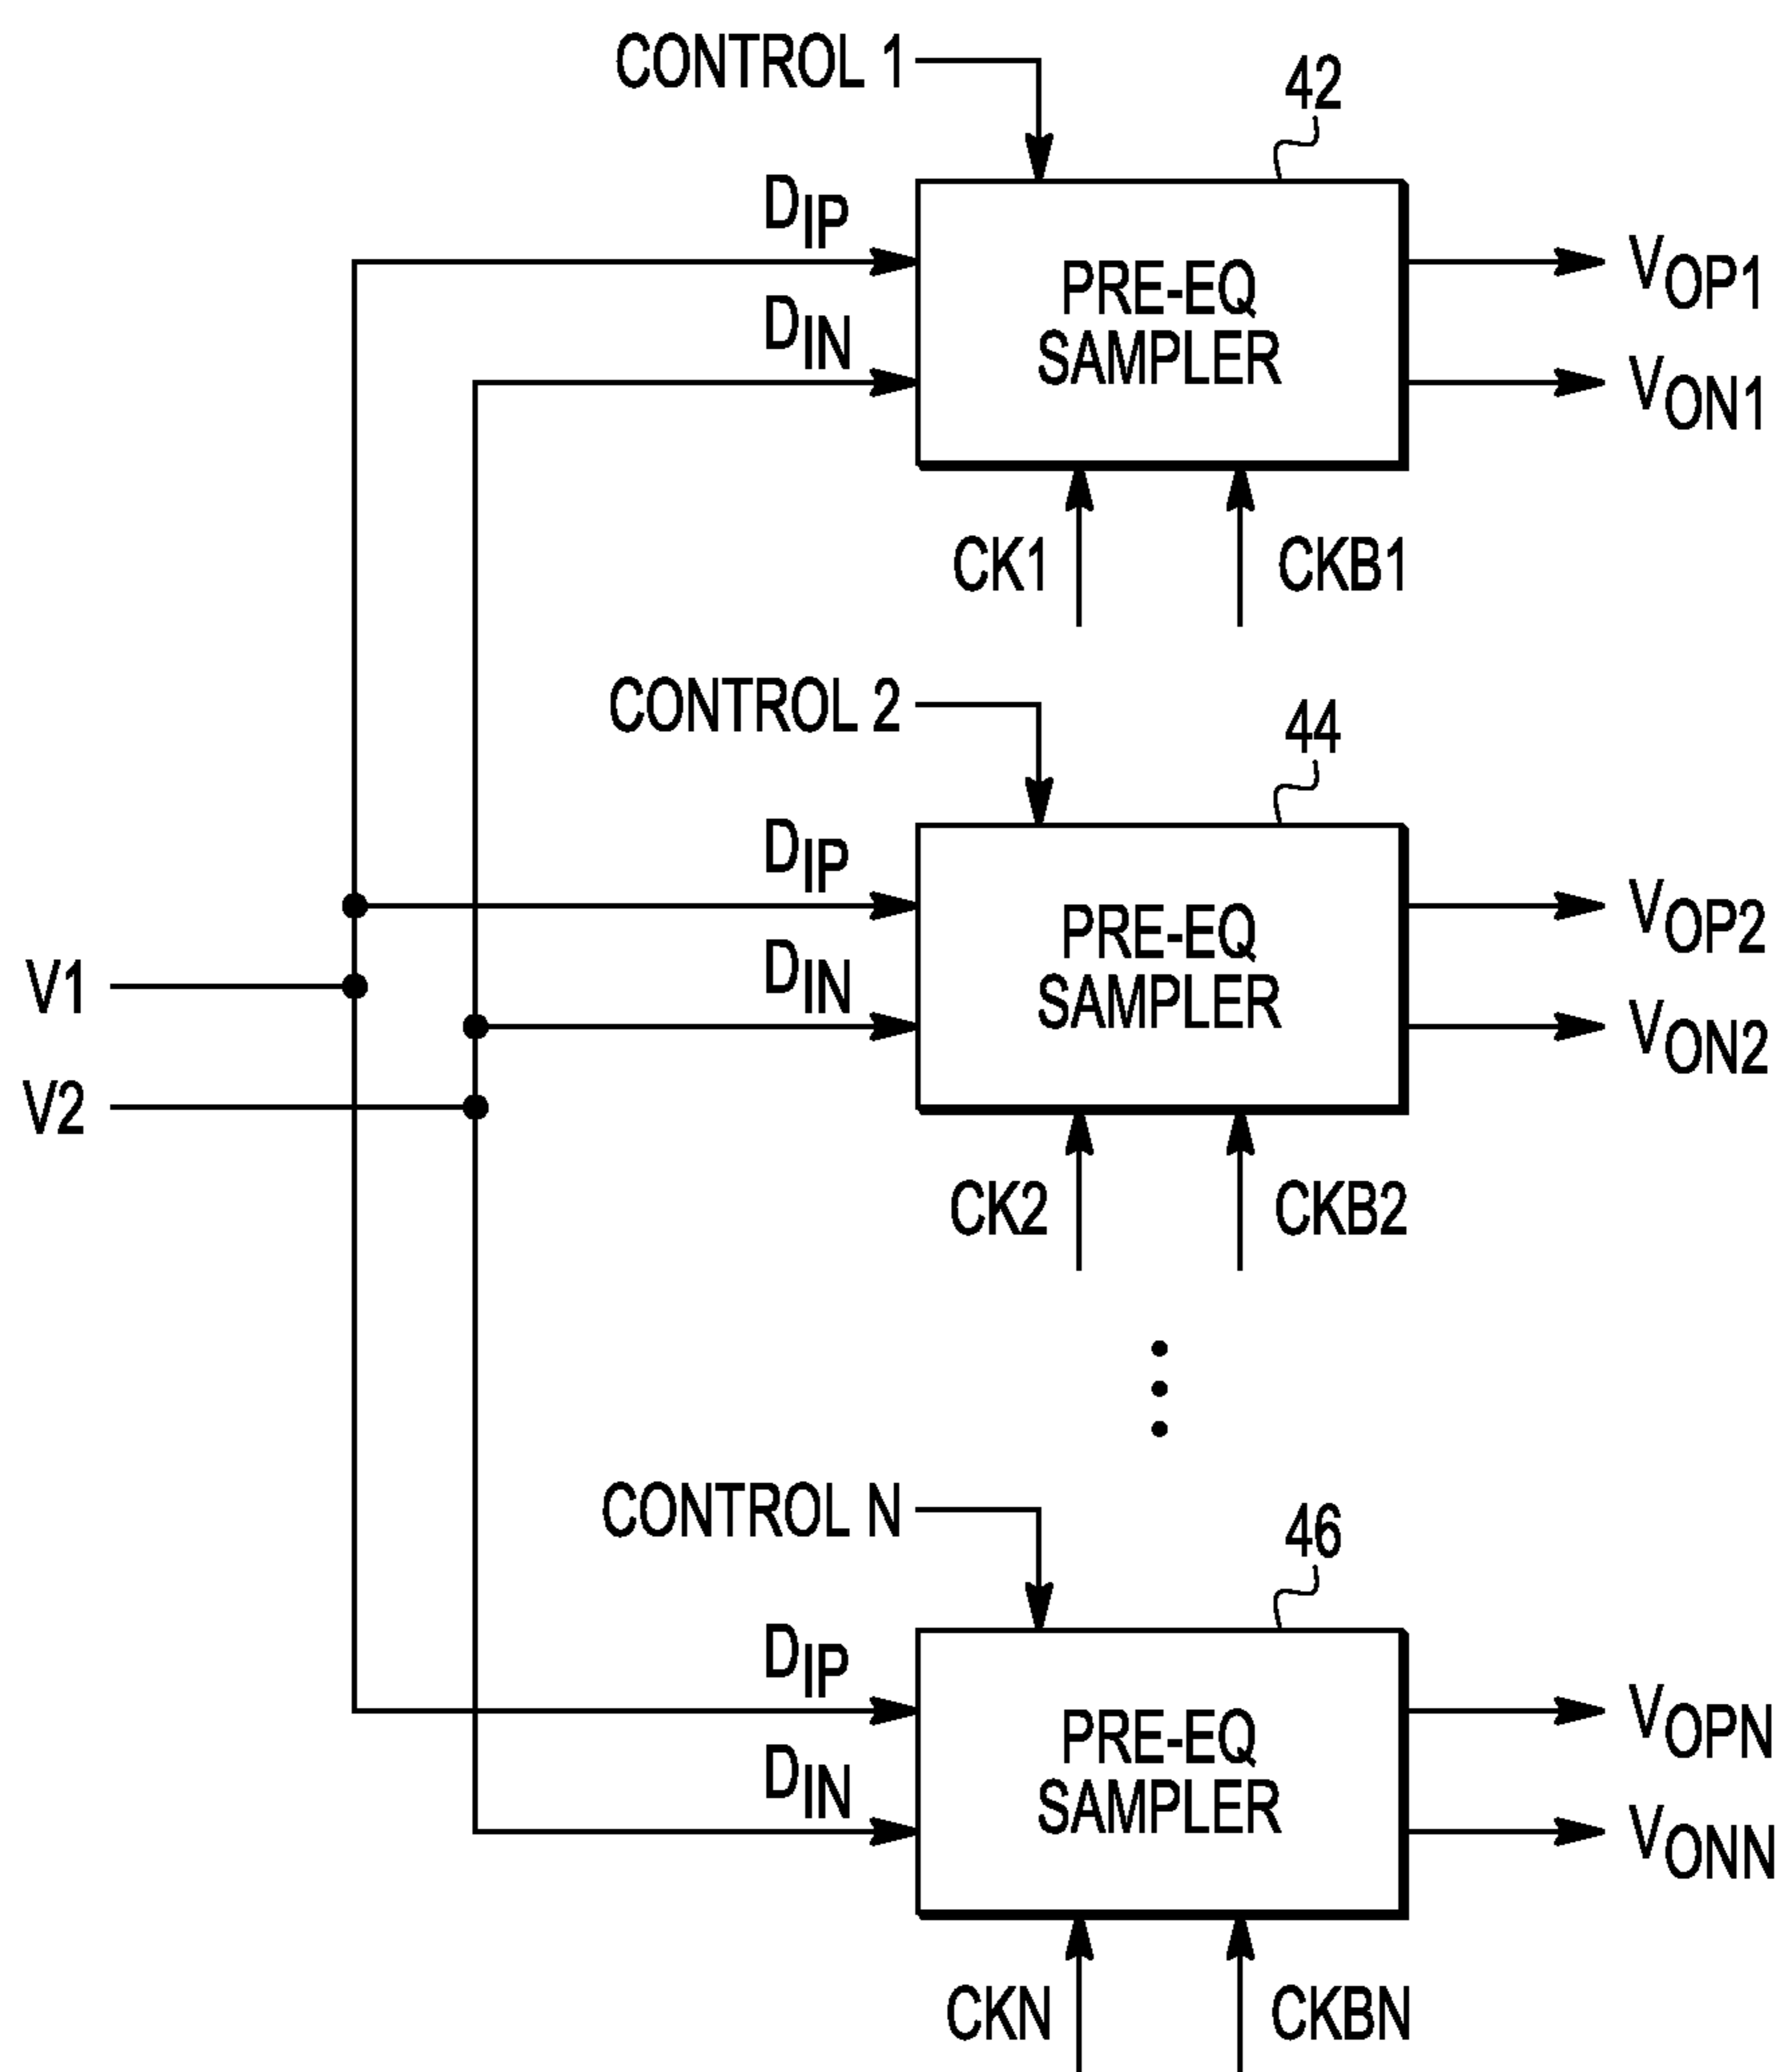 CONTROL 1
42
DIP
DIN
PRE-EQ
SAMPLER
VOP1
VON1
CK1
CKB1
CONTROL 2
44
DIP
DIN
PRE-EQ
SAMPLER
VOP2
VON2
V1
V2
CK2
CKB2
CONTROL N
46
DIP
DIN
PRE-EQ
SAMPLER
VOPN
VONN
CKN
CKBN